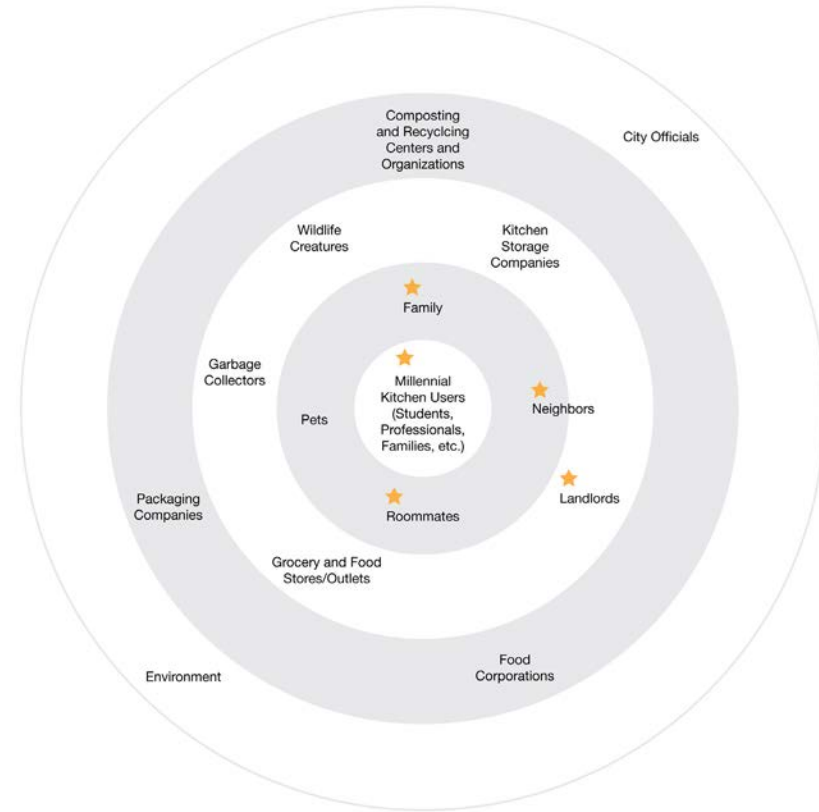 Composting
and Recyclcing
Centers and
Organizations
City Officials
Wildlife
Creatures
Kitchen
Storage
Companies
Family
Garbage
Collectors
Millennial
Kitchen Users
(Students,
Professionals,
Families, etc.)
Neighbors
Pets
Packaging
Companies
Landlords
Roommates
Grocery and Food
Stores/Outlets
Environment
Food
Corporations